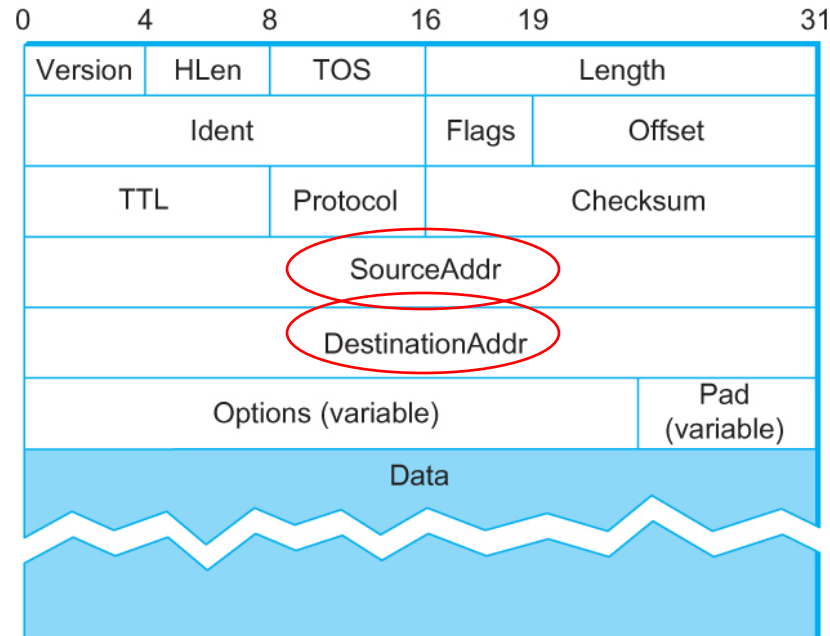 0 4 8 16 19 31
Version HLen TOS Length
Ident Flags Offset
TTL Protocol Checksum
SourceAddr
DestinationAddr
Options (variable) Pad
(variable)
Data